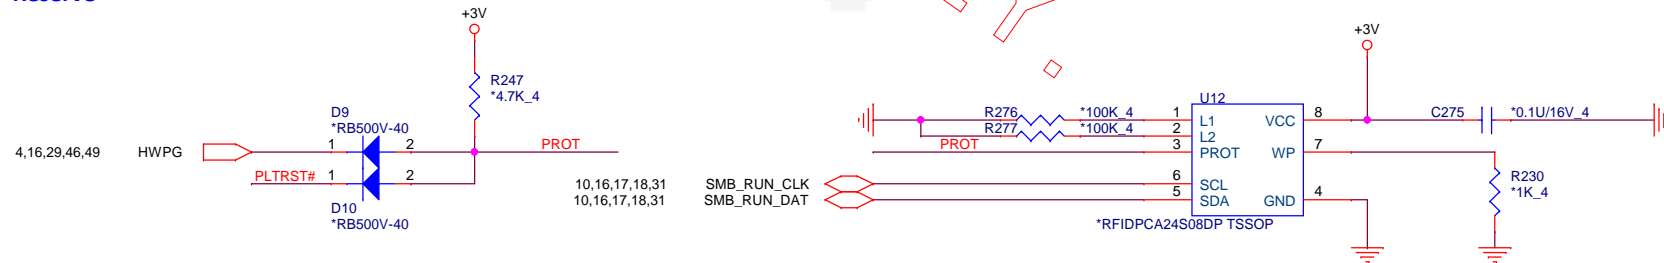 +3V
R247
*4.7K_4
D9
*RB500V-40
4,16,29,46,49 HWPG 1 2 PROT
PLTRST# 1 2
D10
*RB500V-40
+3V
U12
R276 *100K_4 1 L1 VCC 8 C275 *0.1U/16V_4
R277 *100K_4 2 L2
PROT 3 PROT WP 7
R230
*1K_4
10,16,17,18,31 SMB_RUN_CLK 6 SCL
10,16,17,18,31 SMB_RUN_DAT 5 SDA GND 4
*RFIDPCA24S08DP TSSOP